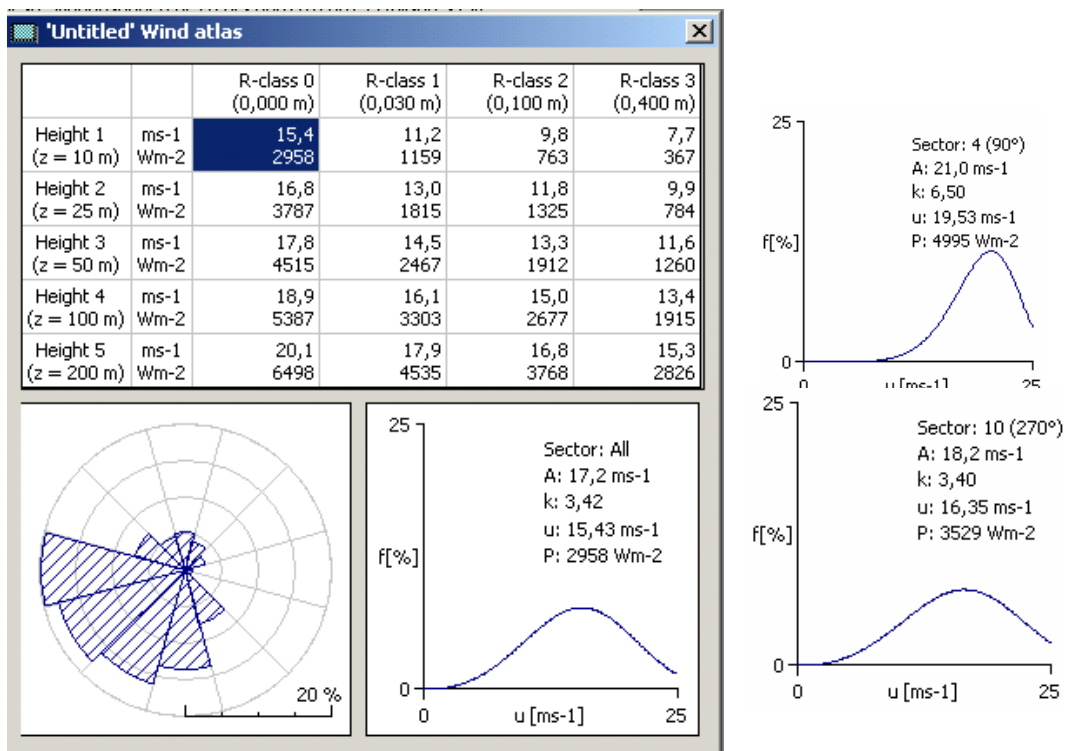 'Untitled' Wind atlas
R-class 0 R-class 1 R-class 2 R-class 3
(0,000 m) (0,030 m) (0,100 m) (0,400 m)
Height 1 ms-1 15,4 11,2 9,8 7,7
(z = 10 m) Wm-2 2958 1159 763 367
Height 2 ms-1 16,8 13,0 11,8 9,9
(z = 25 m) Wm-2 3787 1815 1325 784
Height 3 ms-1 17,8 14,5 13,3 11,6
(z = 50 m) Wm-2 4515 2467 1912 1260
Height 4 ms-1 18,9 16,1 15,0 13,4
(z = 100 m) Wm-2 5387 3303 2677 1915
Height 5 ms-1 20,1 17,9 16,8 15,3
(z = 200 m) Wm-2 6498 4535 3768 2826
20 %
25
Sector: All
A: 17,2 ms-1
k: 3,42
u: 15,43 ms-1
P: 2958 Wm-2
f[%]
0
0 u [ms-1] 25
25
Sector: 4 (90°)
A: 21,0 ms-1
k: 6,50
u: 19,53 ms-1
P: 4995 Wm-2
f[%]
0
0 u [ms-1] 25
25
Sector: 10 (270°)
A: 18,2 ms-1
k: 3,40
u: 16,35 ms-1
P: 3529 Wm-2
f[%]
0
0 u [ms-1] 25